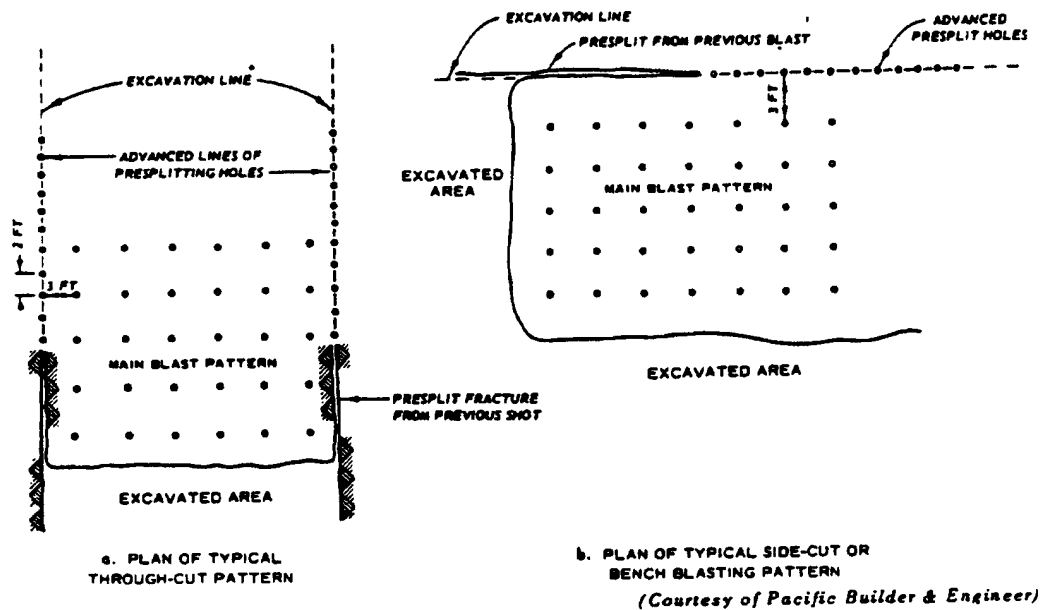 EXCAVATION LINE
ADVANCED LINES OF
PRESPLITTING HOLES
2 FT
3 FT
MAIN BLAST PATTERN
PRESPLIT FRACTURE
FROM PREVIOUS SHOT
EXCAVATED AREA
a. PLAN OF TYPICAL
THROUGH-CUT PATTERN
EXCAVATION LINE
PRESPLIT FROM PREVIOUS BLAST
ADVANCED
PRESPLIT HOLES
3 FT
EXCAVATED
AREA
MAIN BLAST PATTERN
EXCAVATED AREA
b. PLAN OF TYPICAL SIDE-CUT OR
BENCH BLASTING PATTERN
(Courtesy of Pacific Builder & Engineer)